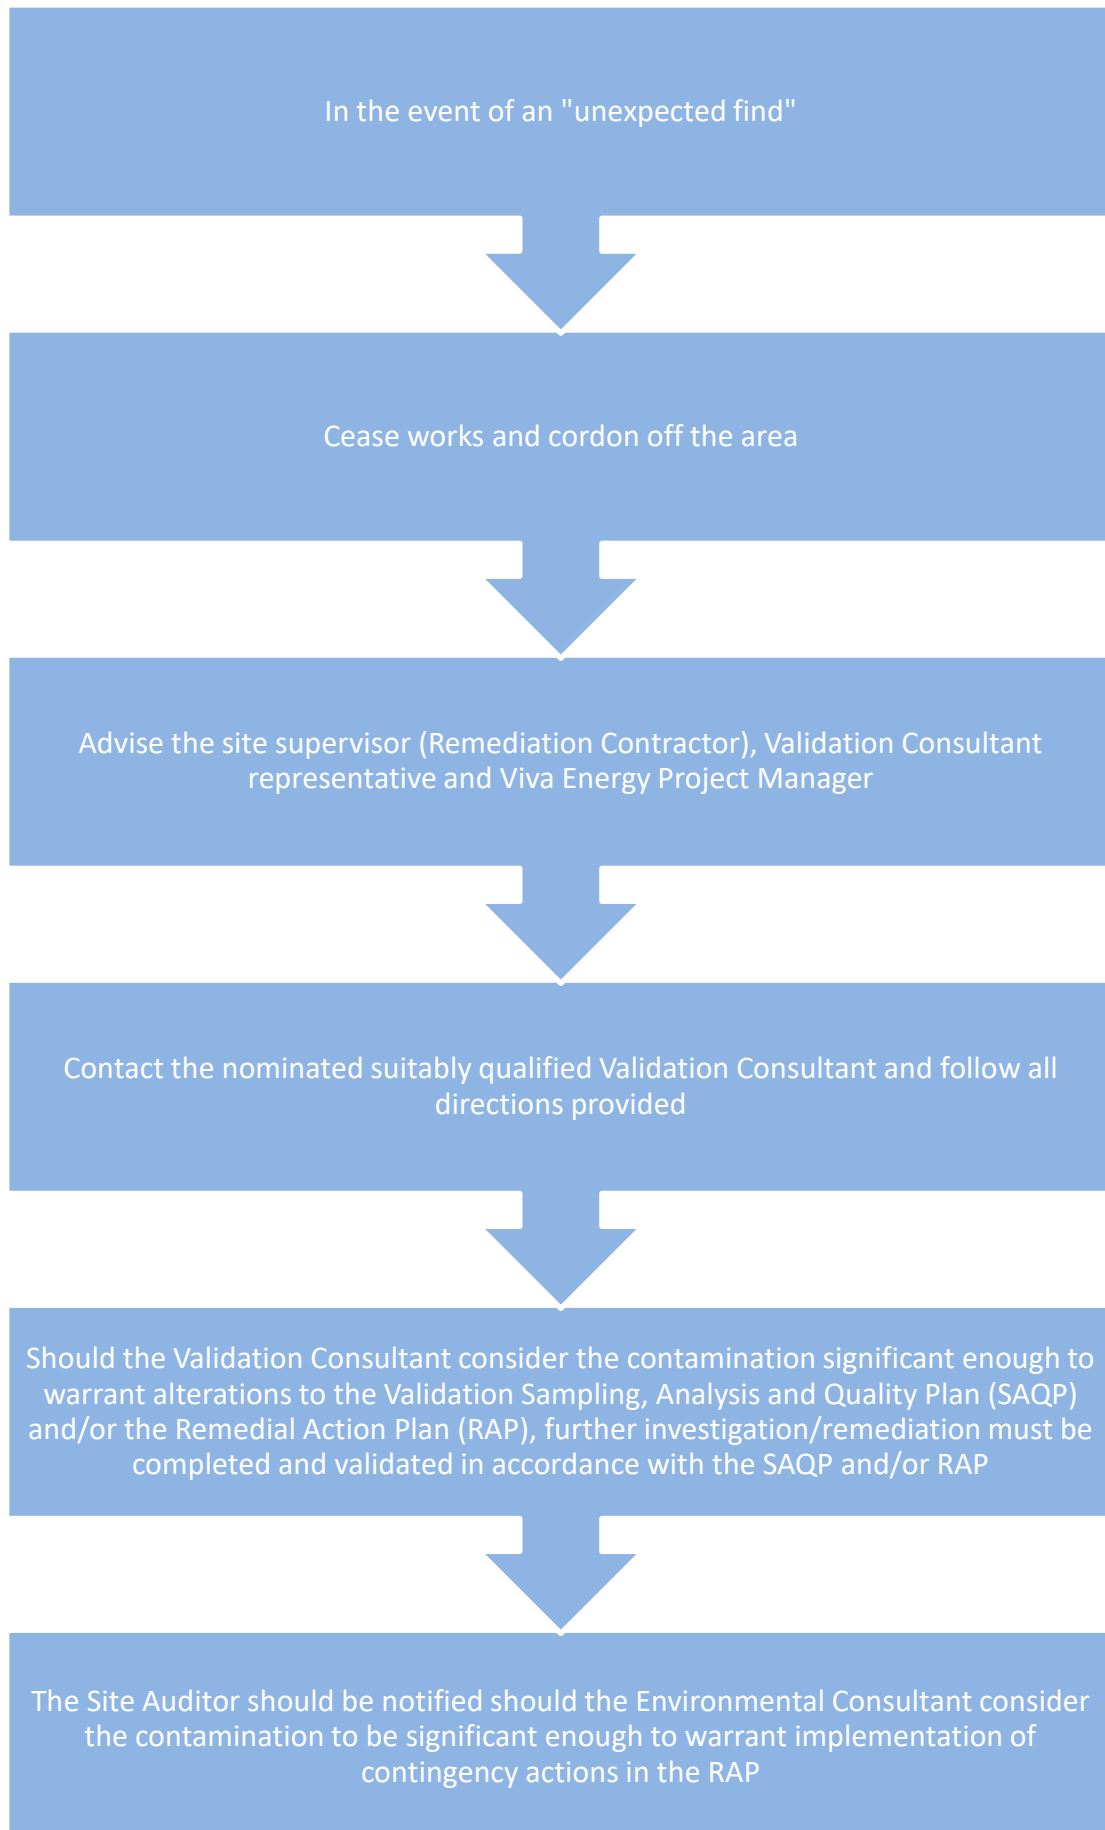 In the event of an "unexpected find"
Cease works and cordon off the area
Advise the site supervisor (Remediation Contractor), Validation Consultant
representative and Viva Energy Project Manager
Contact the nominated suitably qualified Validation Consultant and follow all
directions provided
Should the Validation Consultant consider the contamination significant enough to
warrant alterations to the Validation Sampling, Analysis and Quality Plan (SAQP)
and/or the Remedial Action Plan (RAP), further investigation/remediation must be
completed and validated in accordance with the SAQP and/or RAP
The Site Auditor should be notified should the Environmental Consultant consider
the contamination to be significant enough to warrant implementation of
contingency actions in the RAP